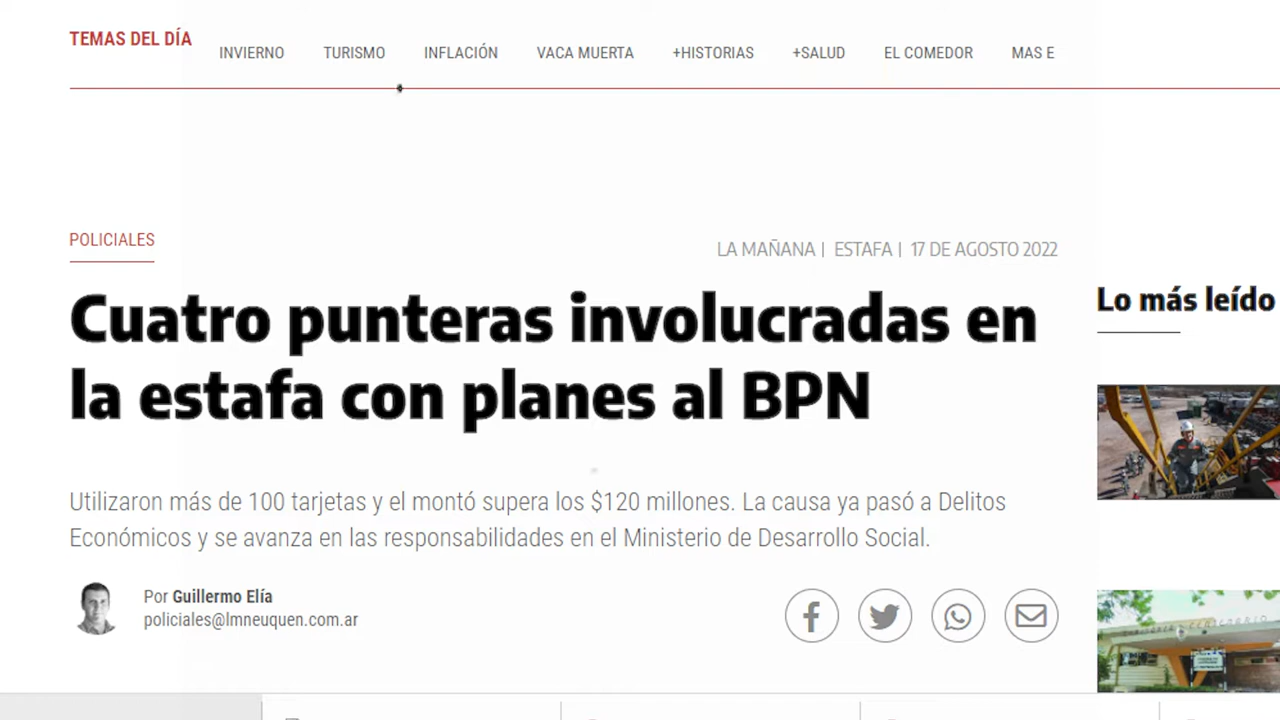 TEMAS DEL DÍA
INVIERNO TURISMO INFLACIÓN VACA MUERTA +HISTORIAS +SALUD EL COMEDOR MAS E
POLICIALES
LA MAÑANA | ESTAFA | 17 DE AGOSTO 2022
Cuatro punteras involucradas en
la estafa con planes al BPN
Utilizaron más de 100 tarjetas y el montó supera los $120 millones. La causa ya pasó a Delitos
Económicos y se avanza en las responsabilidades en el Ministerio de Desarrollo Social.
Por Guillermo Elía
policiales@lmneuquen.com.ar
Lo más leído